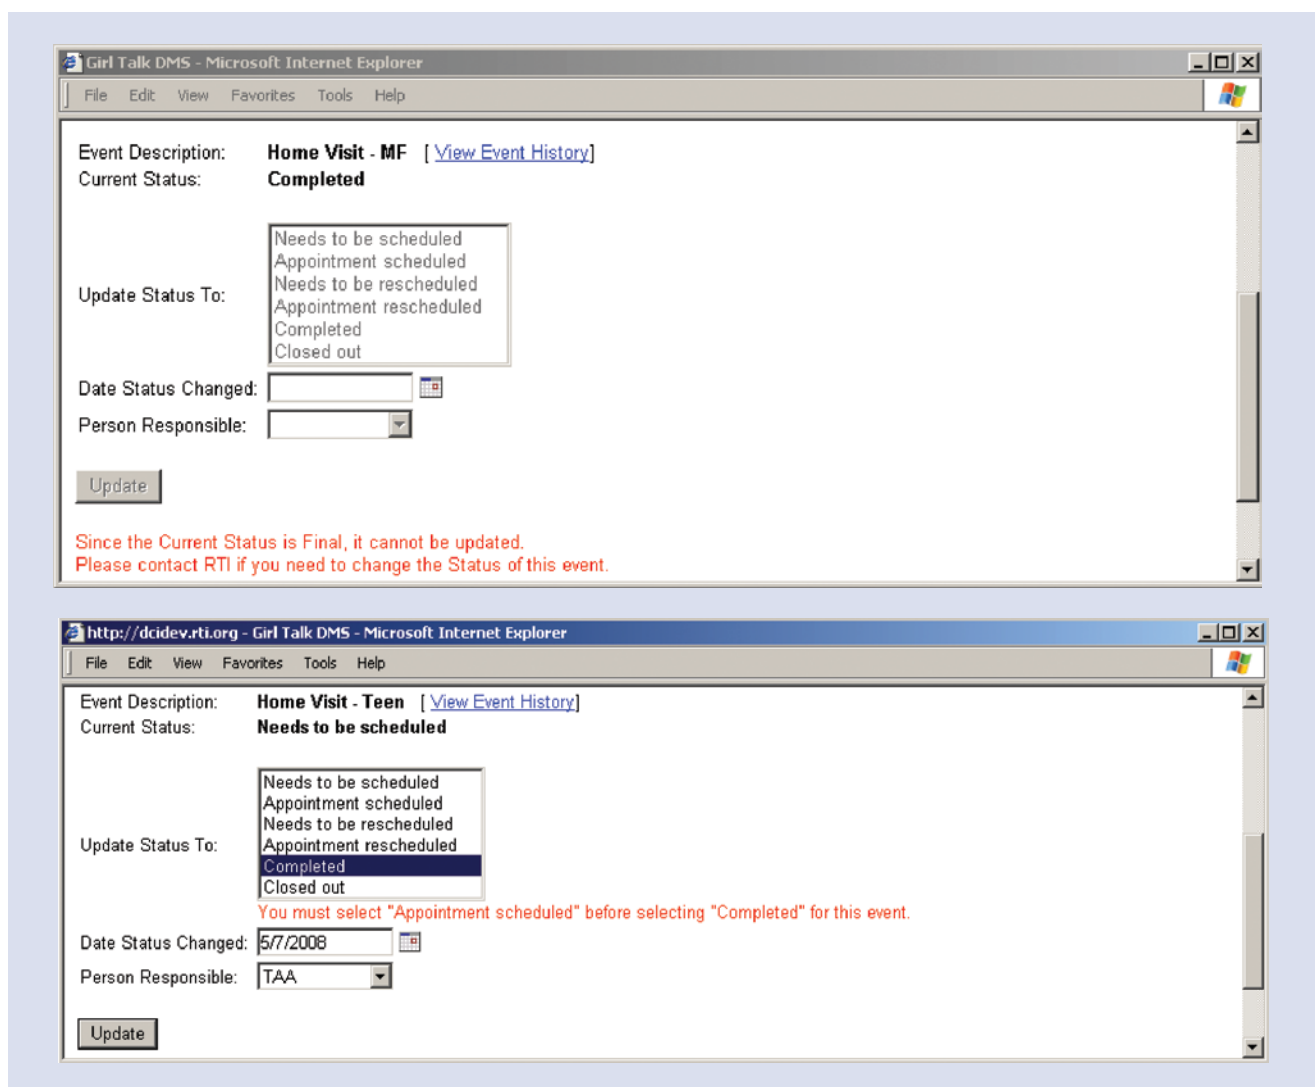 Girl Talk DMS - Microsoft Internet Explorer
File Edit View Favorites Tools Help
Event Description: Home Visit - MF [ View Event History]
Current Status: Completed
Needs to be scheduled
Appointment scheduled
Needs to be rescheduled
Update Status To:
Appointment rescheduled
Completed
Closed out
Date Status Changed:
Person Responsible:
Update
Since the Current Status is Final, it cannot be updated.
Please contact RTI if you need to change the Status of this event.
http://dcidev.rti.org - Girl Talk DMS - Microsoft Internet Explorer
File Edit View Favorites Tools Help
Event Description: Home Visit - Teen [ View Event History]
Current Status: Needs to be scheduled
Needs to be scheduled
Appointment scheduled
Needs to be rescheduled
Update Status To: Appointment rescheduled
Completed
Closed out
You must select "Appointment scheduled" before selecting "Completed" for this event.
Date Status Changed: 5/7/2008
Person Responsible: TAA
Update